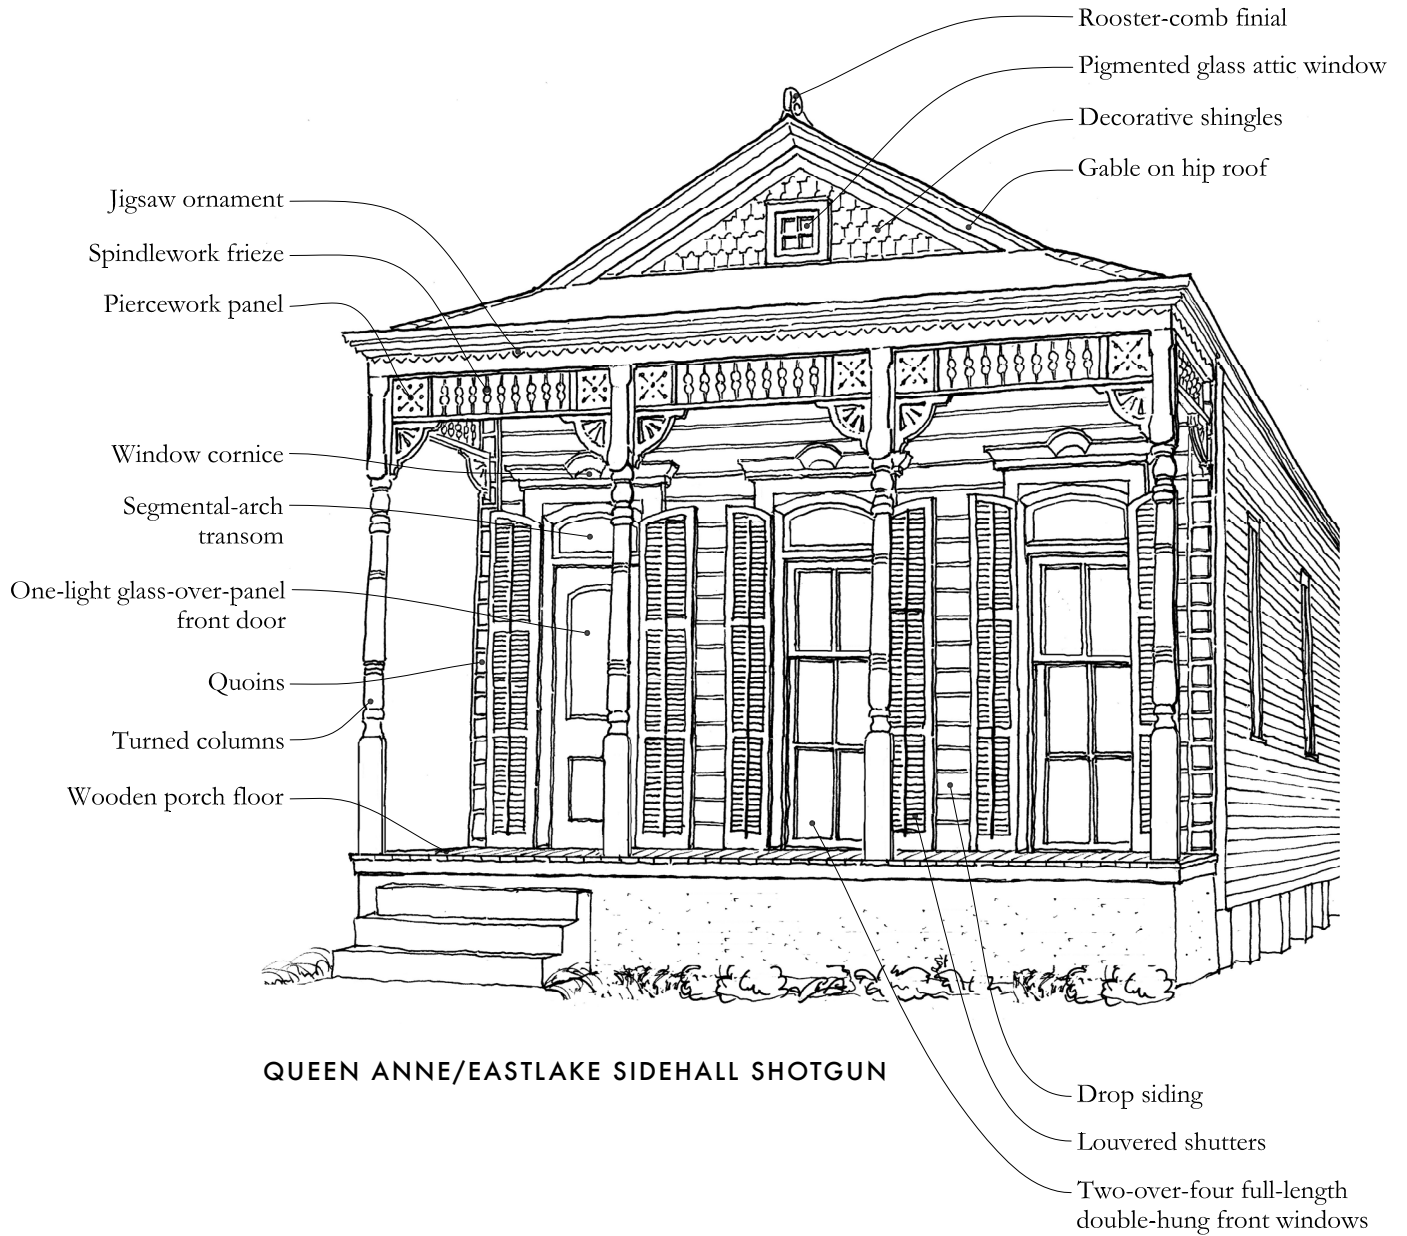 Rooster-comb finial
Pigmented glass attic window
Decorative shingles
Gable on hip roof
Jigsaw ornament
Spindlework frieze
Piercework panel
Window cornice
Segmental-arch
transom
One-light glass-over-panel
front door
Quoins
Turned columns
Wooden porch floor
QUEEN ANNE/EASTLAKE SIDEHALL SHOTGUN
Drop siding
Louvered shutters
Two-over-four full-length
double-hung front windows